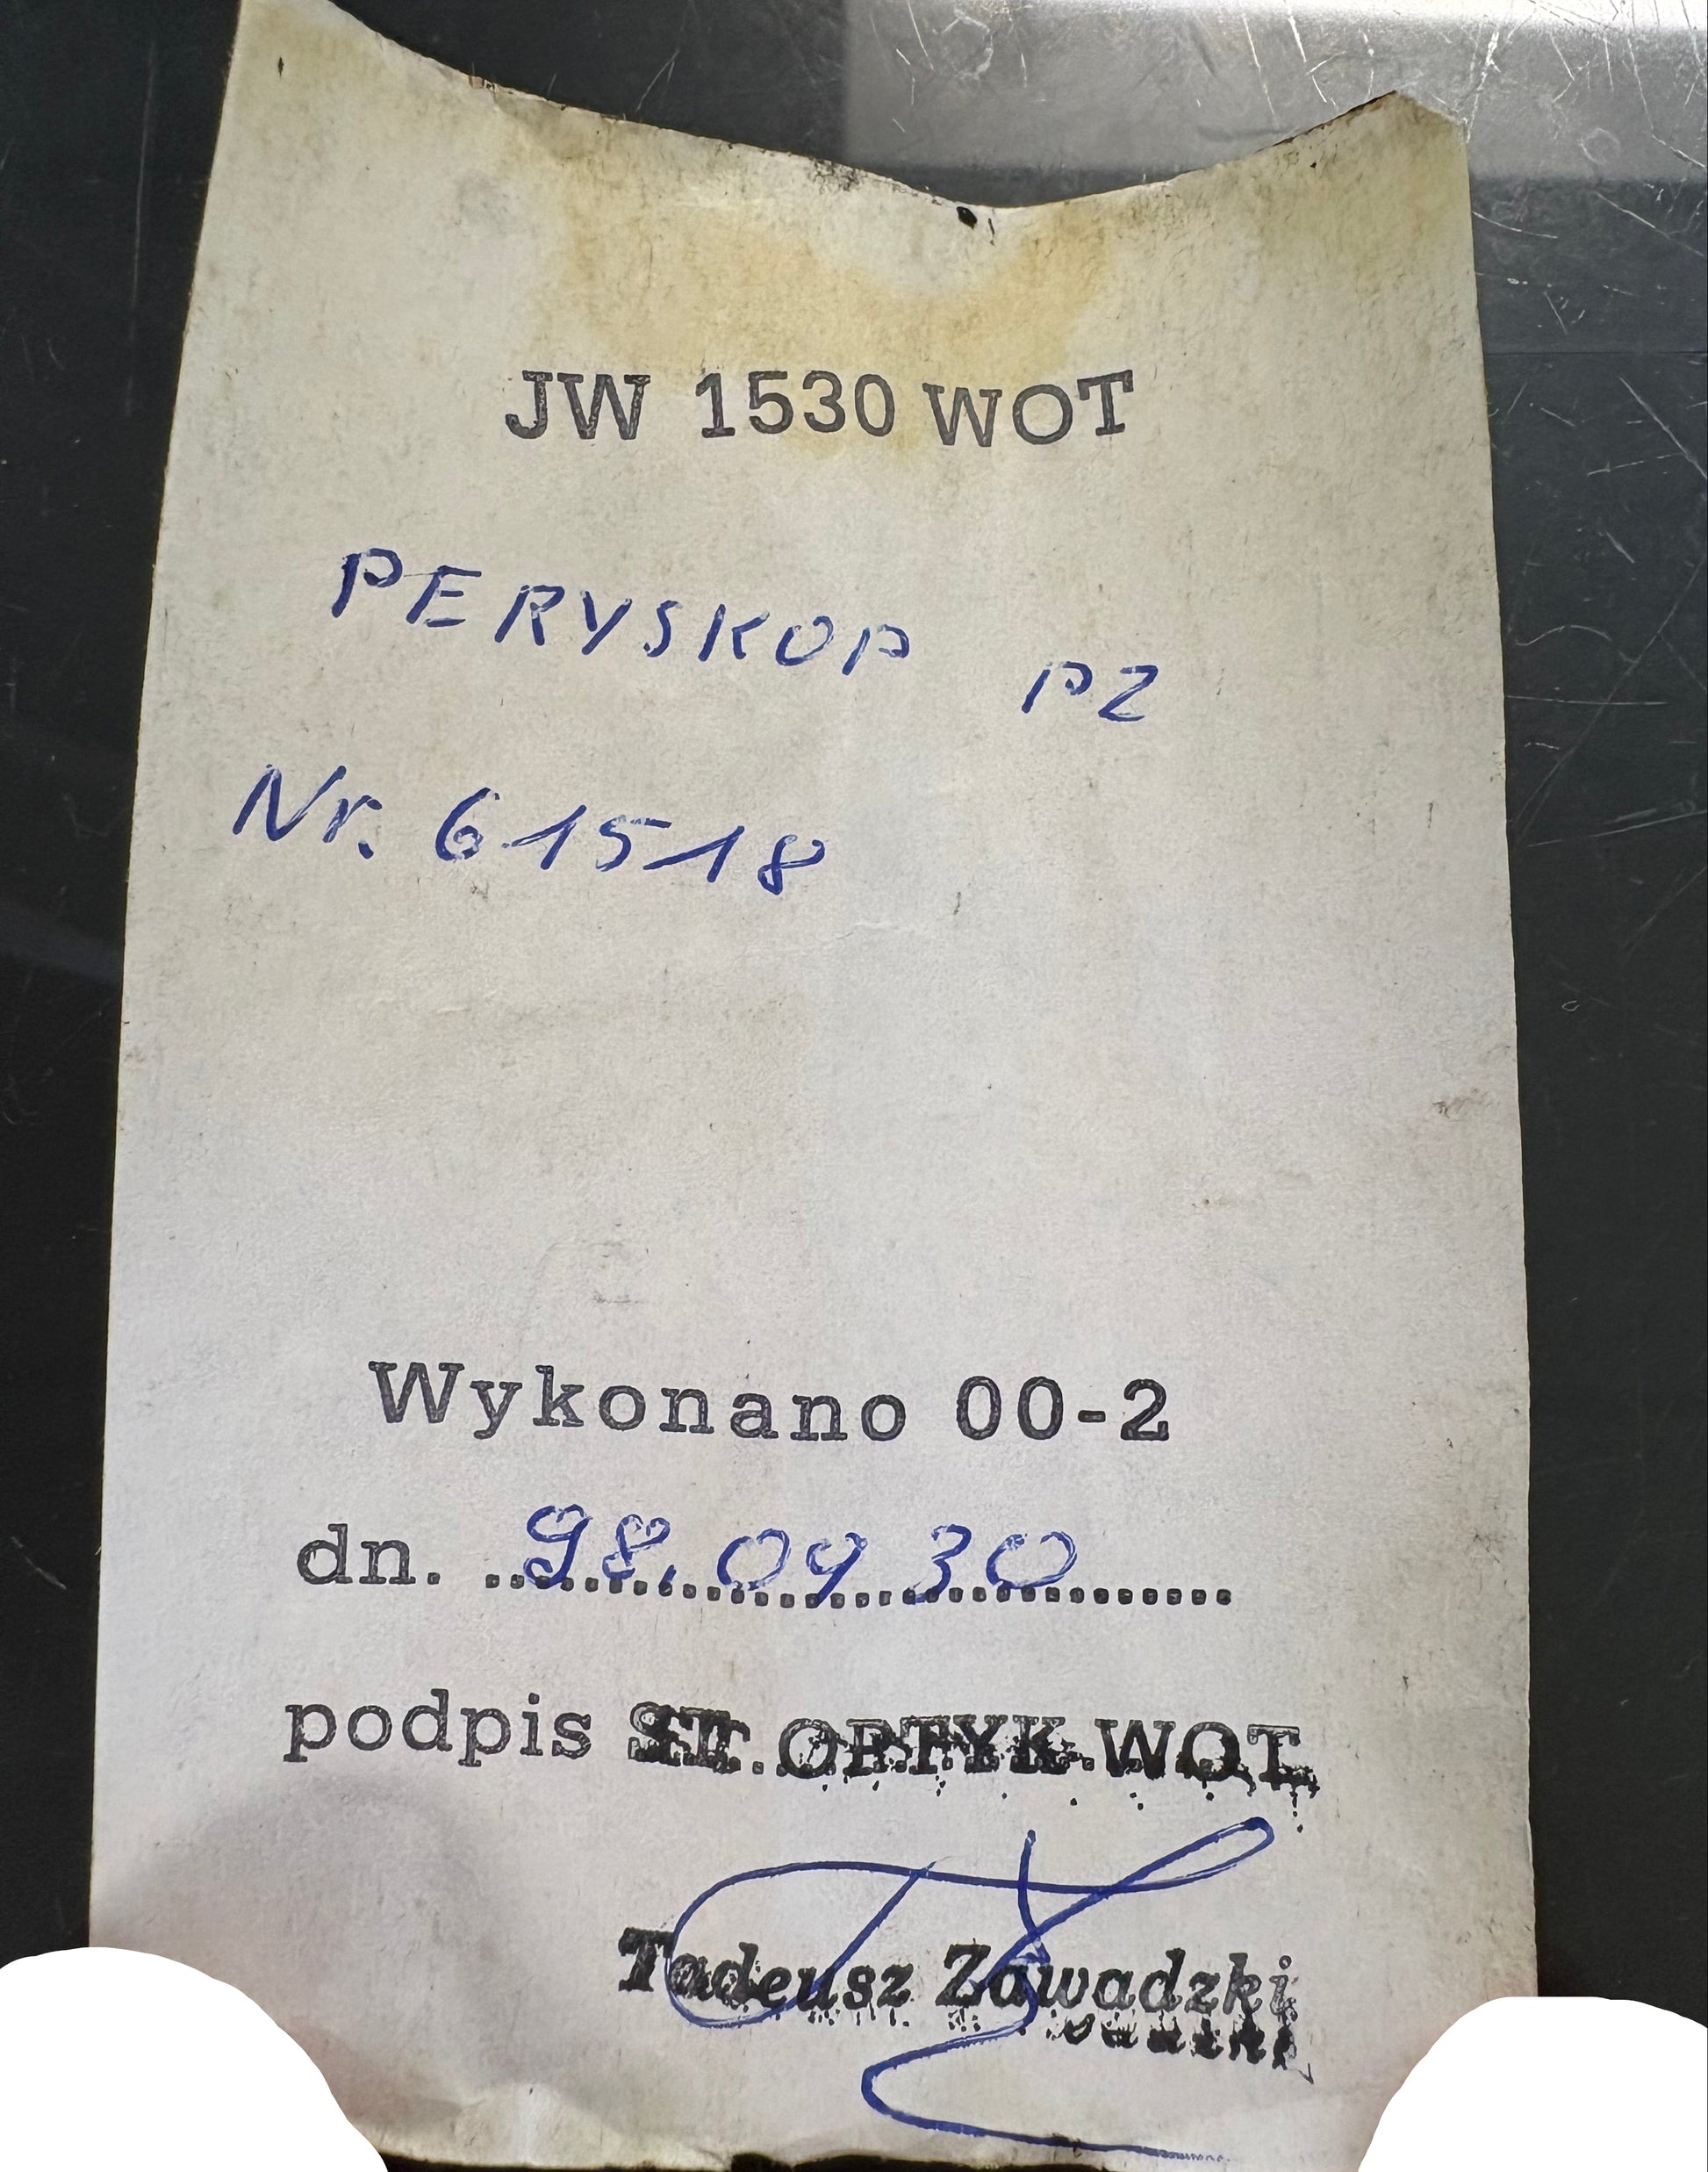 JW 1530 WOT
PERYSKOP PZ
Nr. 61518
Wykonano 00-2
dn. 98.09 30
podpis ST. OPTYK WOT
Tadeusz Zawadzki